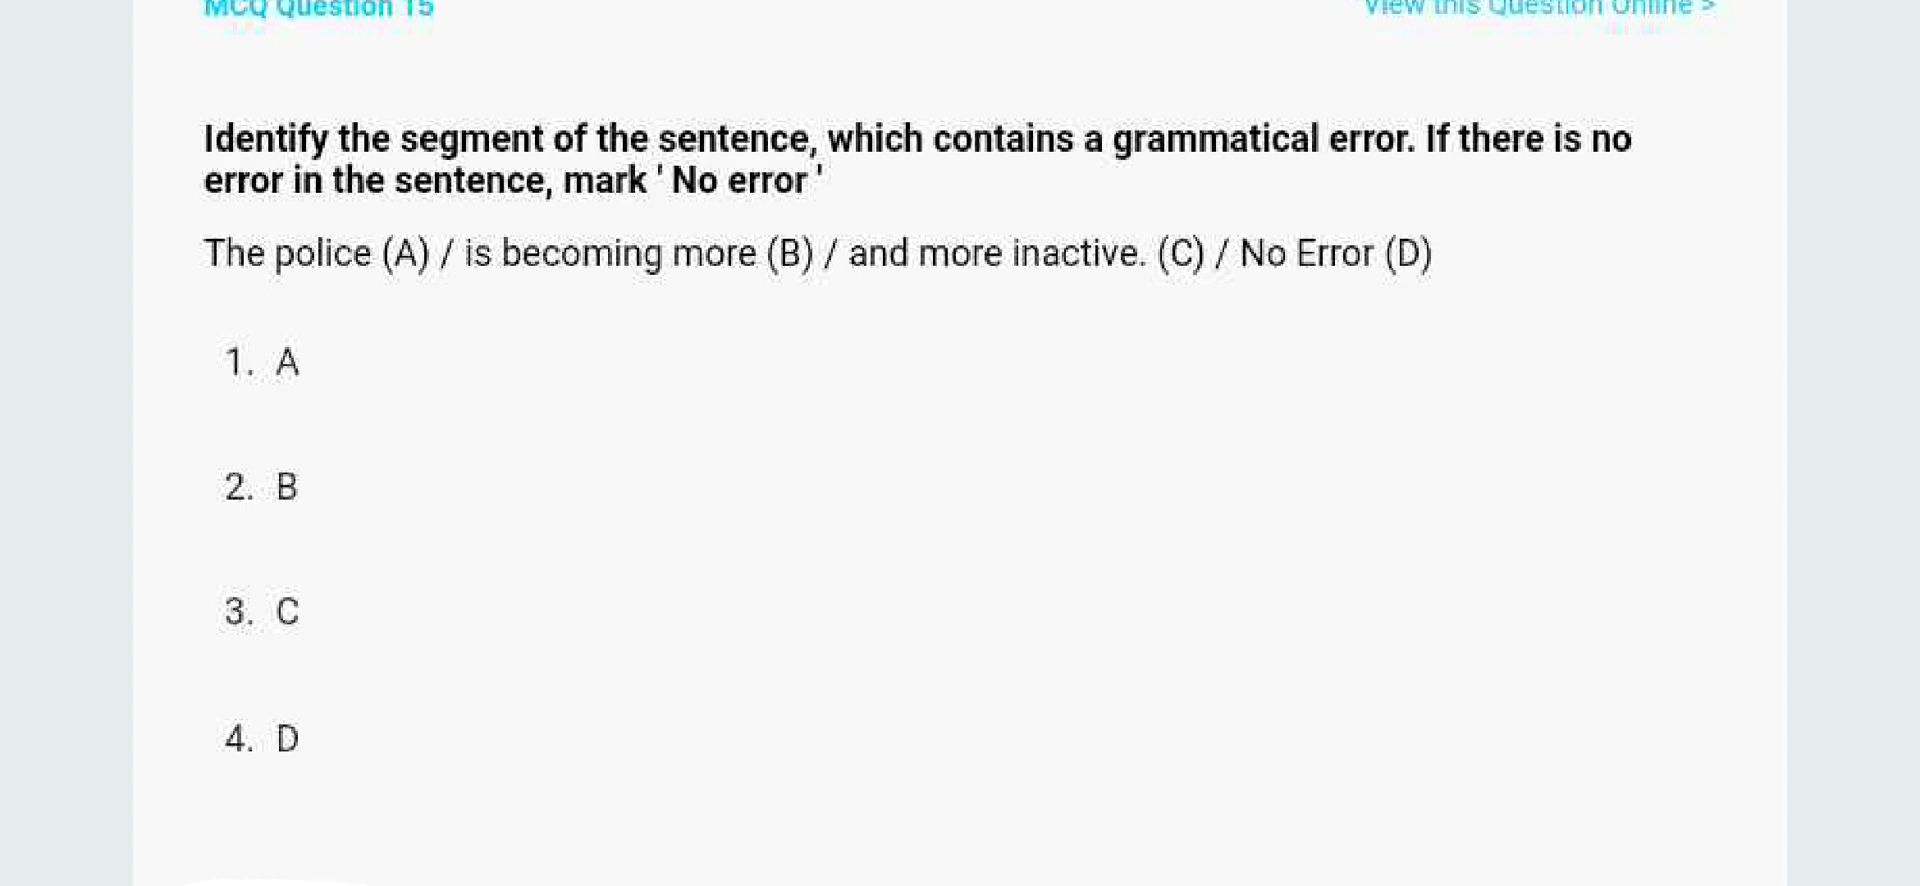 MCQ Question 15
View this Question Online >
Identify the segment of the sentence, which contains a grammatical error. If there is no
error in the sentence, mark ' No error '
The police (A) / is becoming more (B) / and more inactive. (C) / No Error (D)
1. A
2. B
3. C
4. D